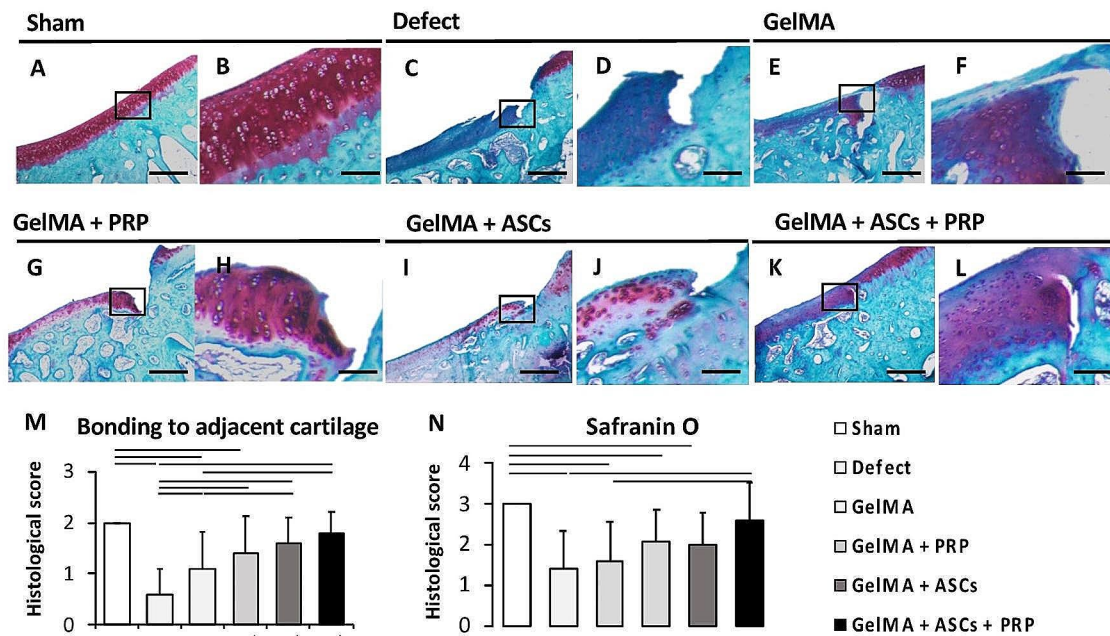 Sham Defect GelMA
A B C D E F
GelMA + PRP GelMA + ASCs GelMA + ASCs + PRP
G H I J K L
M Bonding to adjacent cartilage
Histological score
3
2
1
0
N Safranin O
Histological score
4
3
2
1
0
Sham
Defect
GelMA
GelMA + PRP
GelMA + ASCs
GelMA + ASCs + PRP